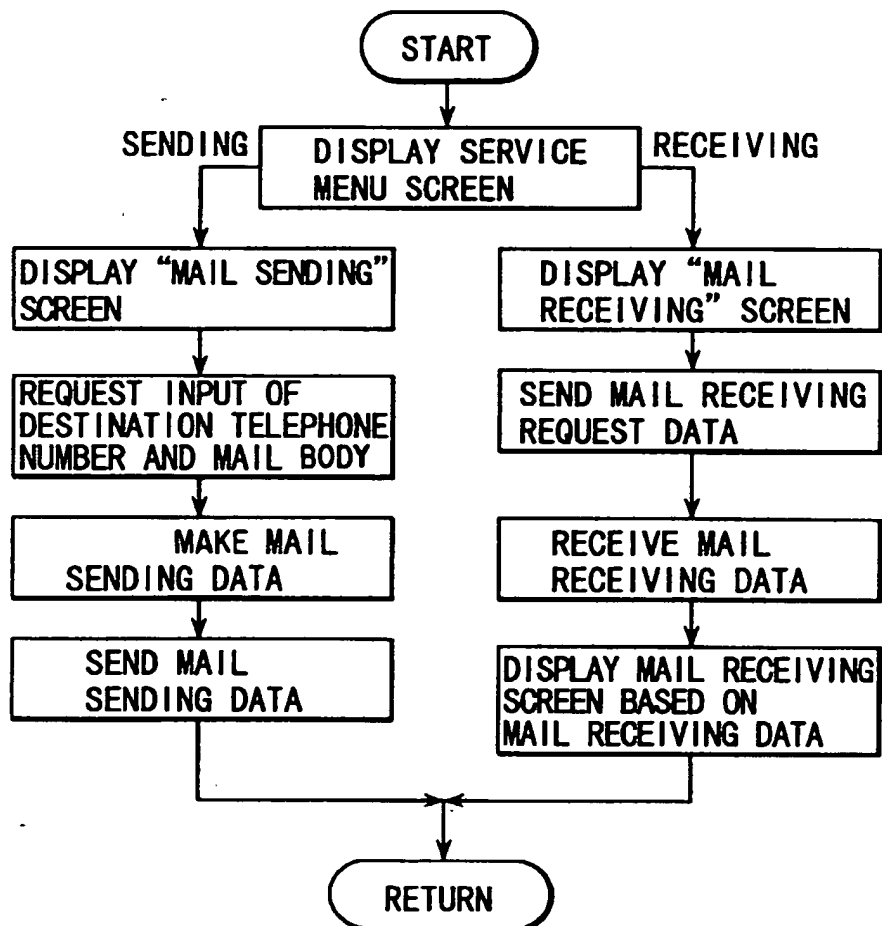 START
SENDING
DISPLAY SERVICE
MENU SCREEN
RECEIVING
DISPLAY “MAIL SENDING”
SCREEN
REQUEST INPUT OF
DESTINATION TELEPHONE
NUMBER AND MAIL BODY
MAKE MAIL
SENDING DATA
SEND MAIL
SENDING DATA
DISPLAY “MAIL
RECEIVING” SCREEN
SEND MAIL RECEIVING
REQUEST DATA
RECEIVE MAIL
RECEIVING DATA
DISPLAY MAIL RECEIVING
SCREEN BASED ON
MAIL RECEIVING DATA
RETURN